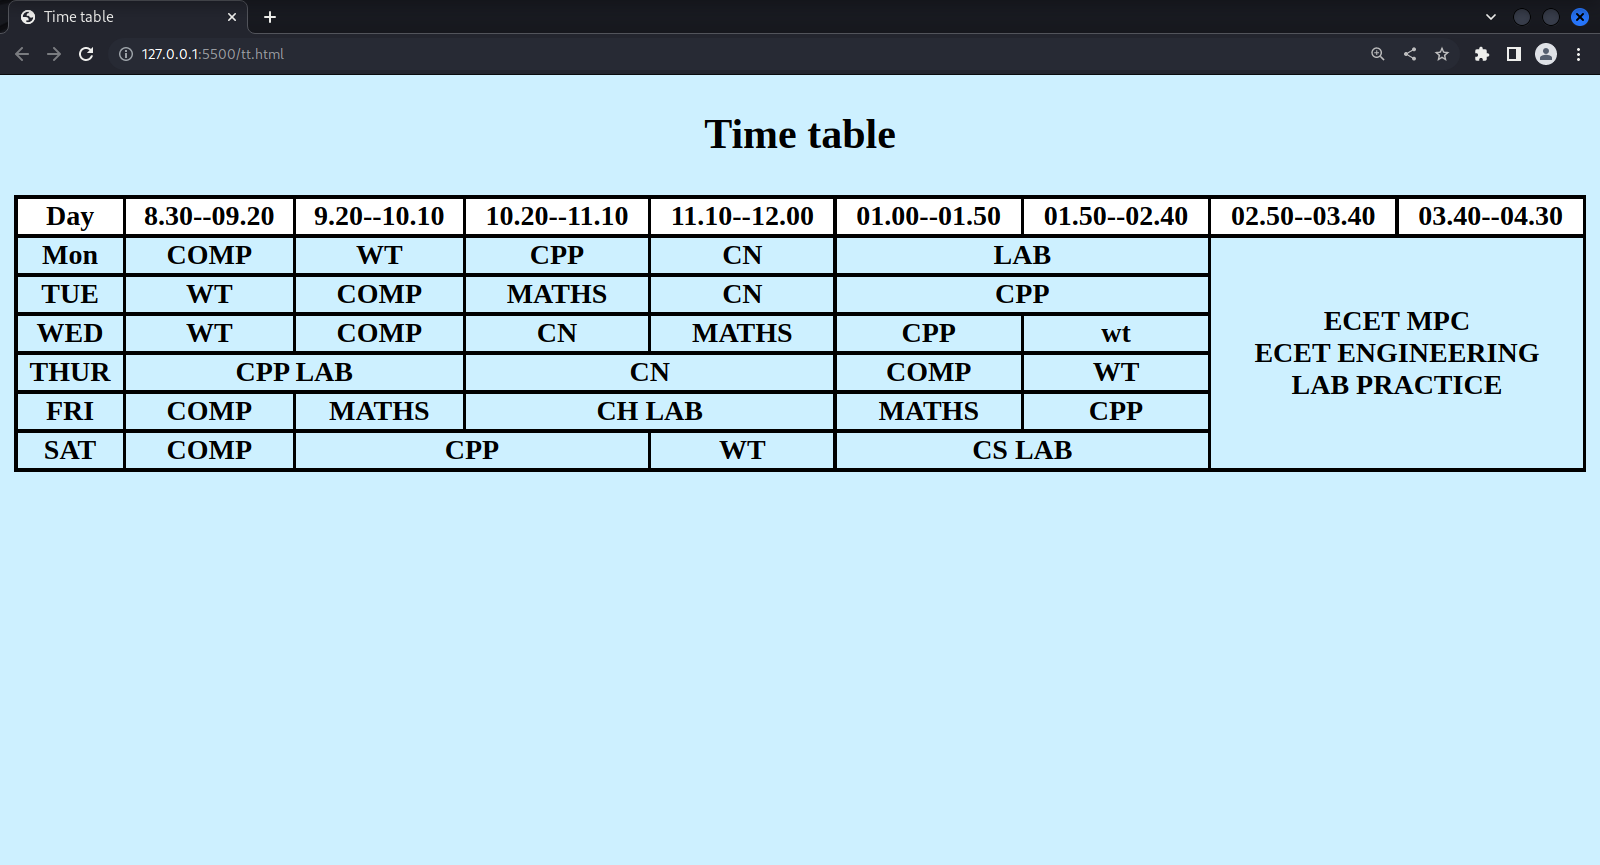 Time table
127.0.0.1:5500/tt.html
Time table
Day 8.30--09.20 9.20--10.10 10.20--11.10 11.10--12.00 01.00--01.50 01.50--02.40 02.50--03.40 03.40--04.30
Mon COMP WT CPP CN LAB
TUE WT COMP MATHS CN CPP
WED WT COMP CN MATHS CPP wt
THUR CPP LAB CN COMP WT
FRI COMP MATHS CH LAB MATHS CPP
SAT COMP CPP WT CS LAB
ECET MPC
ECET ENGINEERING
LAB PRACTICE